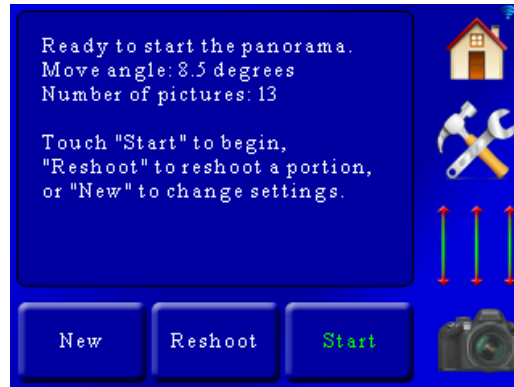 Ready to start the panorama.
Move angle: 8.5 degrees
Number of pictures: 13
Touch "Start" to begin,
"Reshoot" to reshoot a portion,
or "New" to change settings.
New Reshoot Start